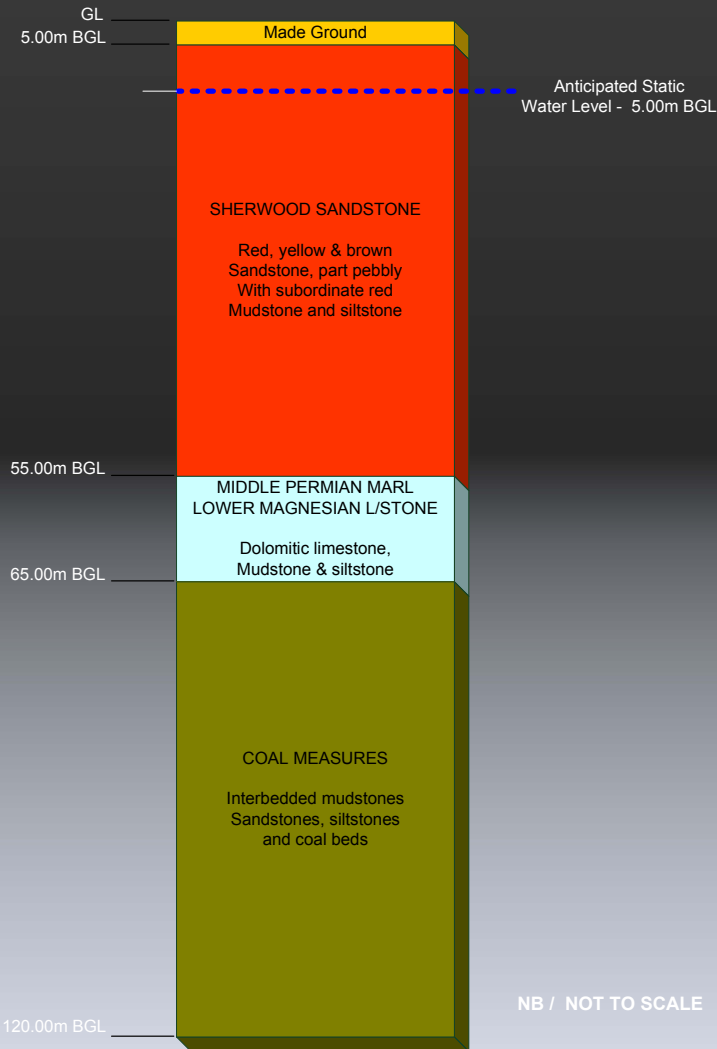 GL
Made Ground
5.00m BGL
Anticipated Static
Water Level - 5.00m BGL
SHERWOOD SANDSTONE
Red, yellow & brown
Sandstone, part pebbly
With subordinate red
Mudstone and siltstone
55.00m BGL
MIDDLE PERMIAN MARL
LOWER MAGNESIAN L/STONE
Dolomitic limestone,
Mudstone & siltstone
65.00m BGL
COAL MEASURES
Interbedded mudstones
Sandstones, siltstones
and coal beds
NB / NOT TO SCALE
120.00m BGL